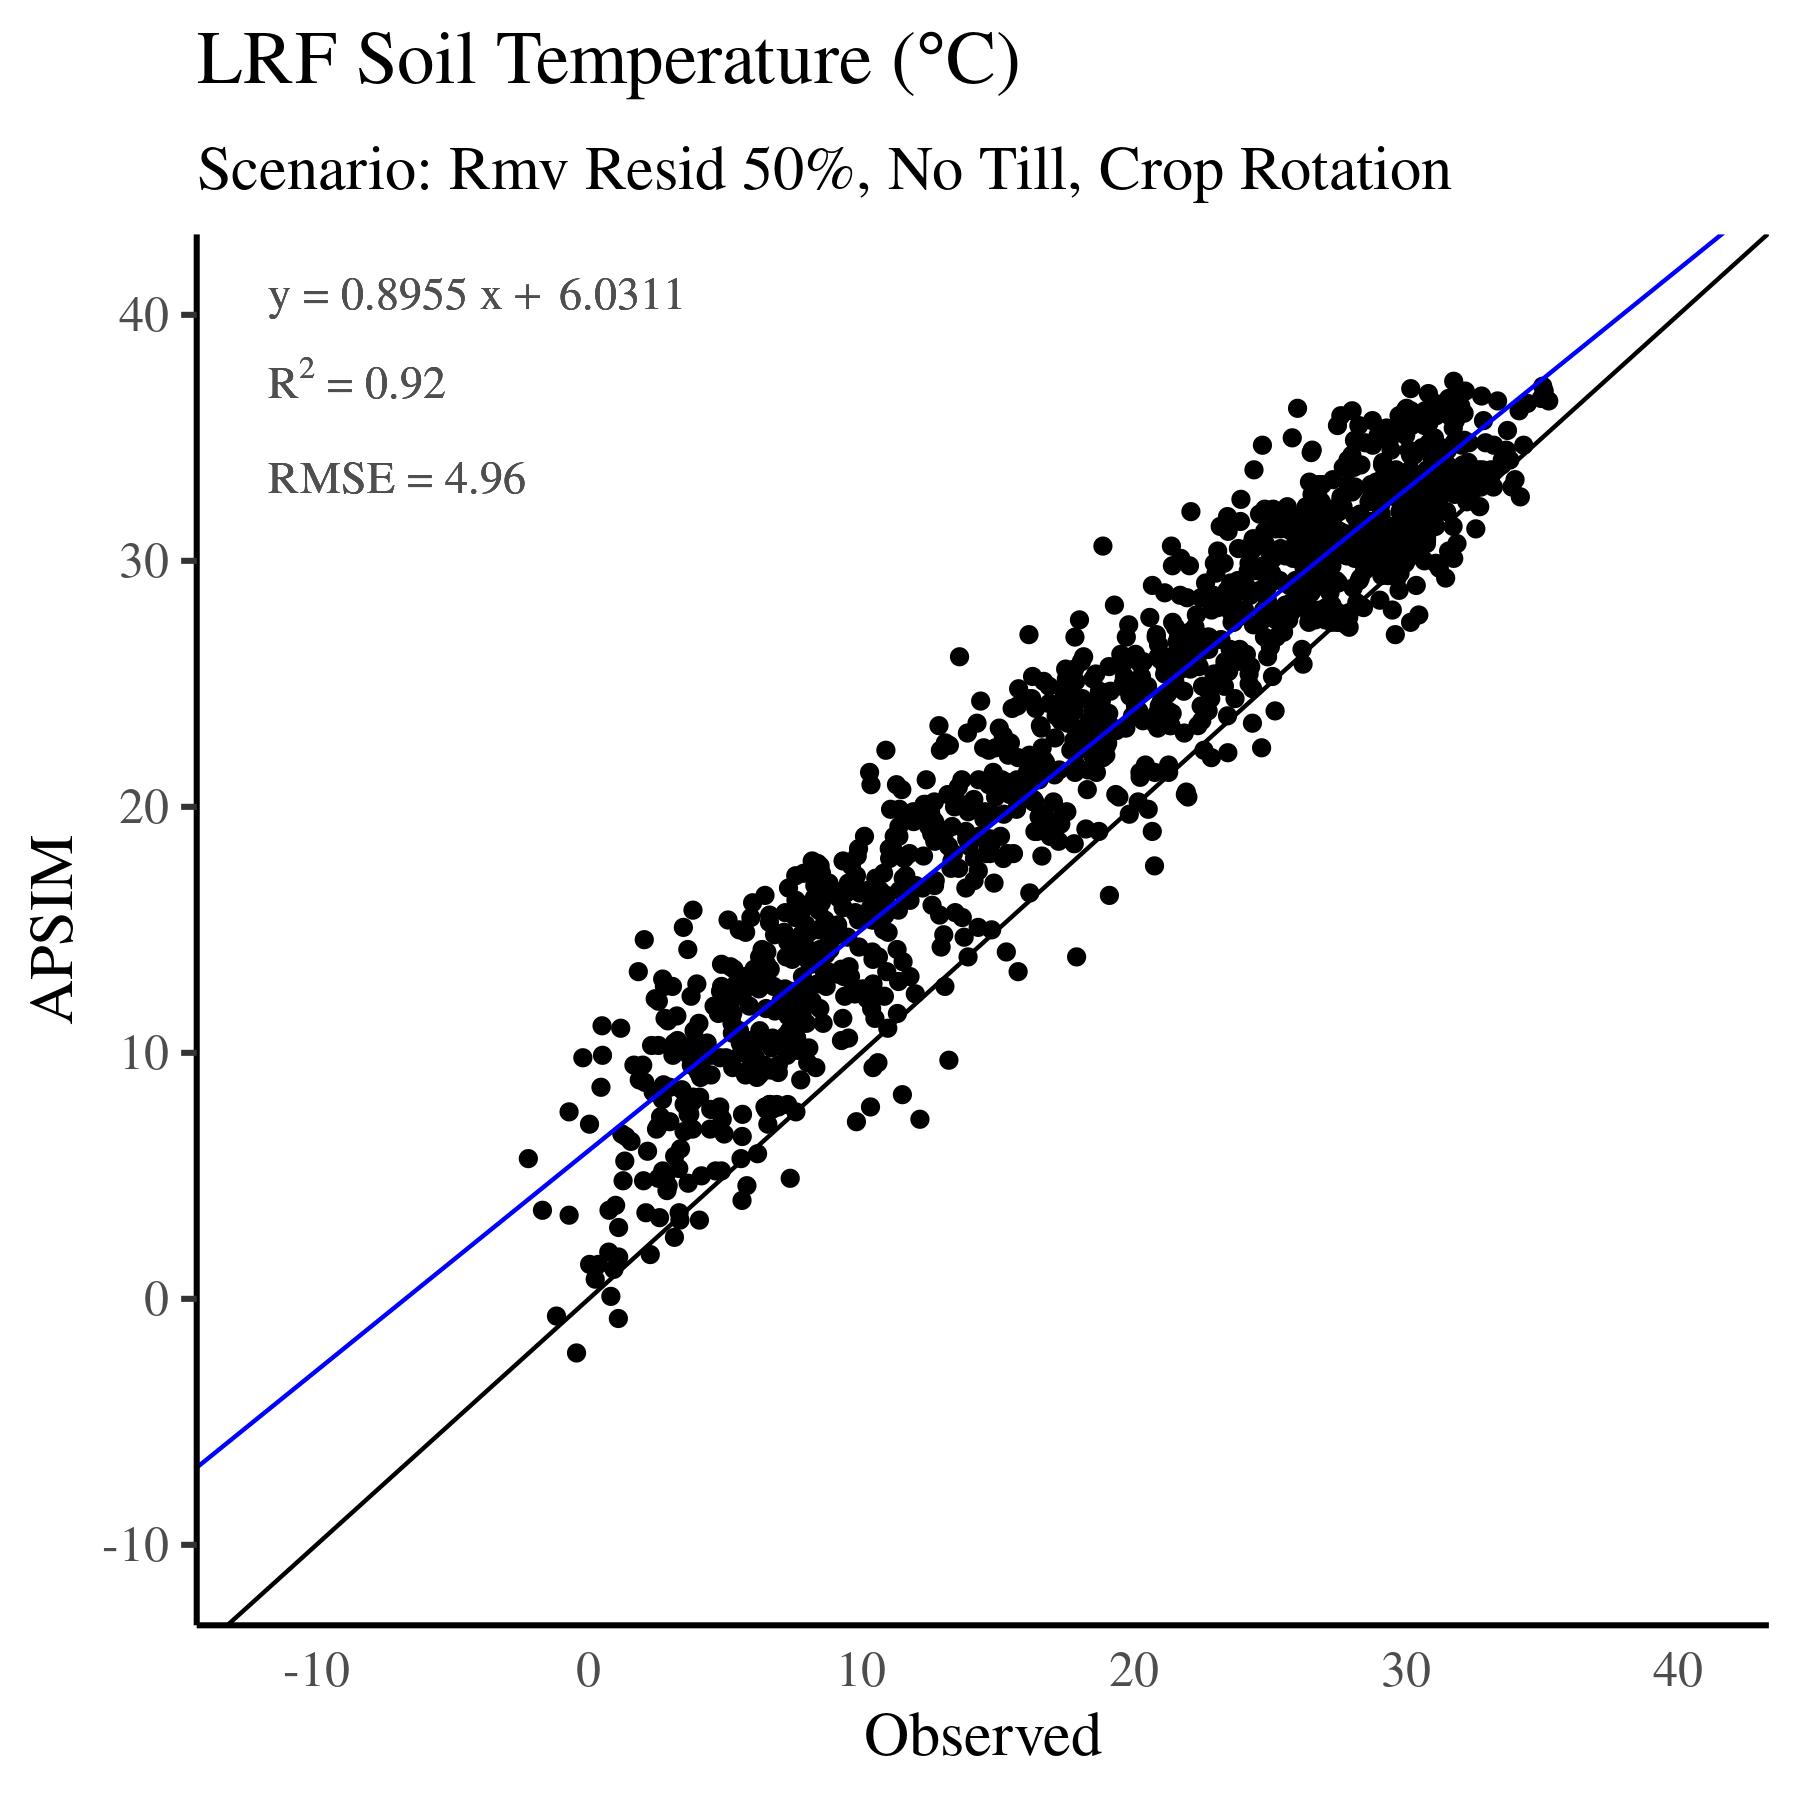 LRF Soil Temperature (°C)
Scenario: Rmv Resid 50%, No Till, Crop Rotation
y = 0.8955 x + 6.0311
R² = 0.92
RMSE = 4.96
40
30
20
10
0
-10
APSIM
-10 0 10 20 30 40
Observed